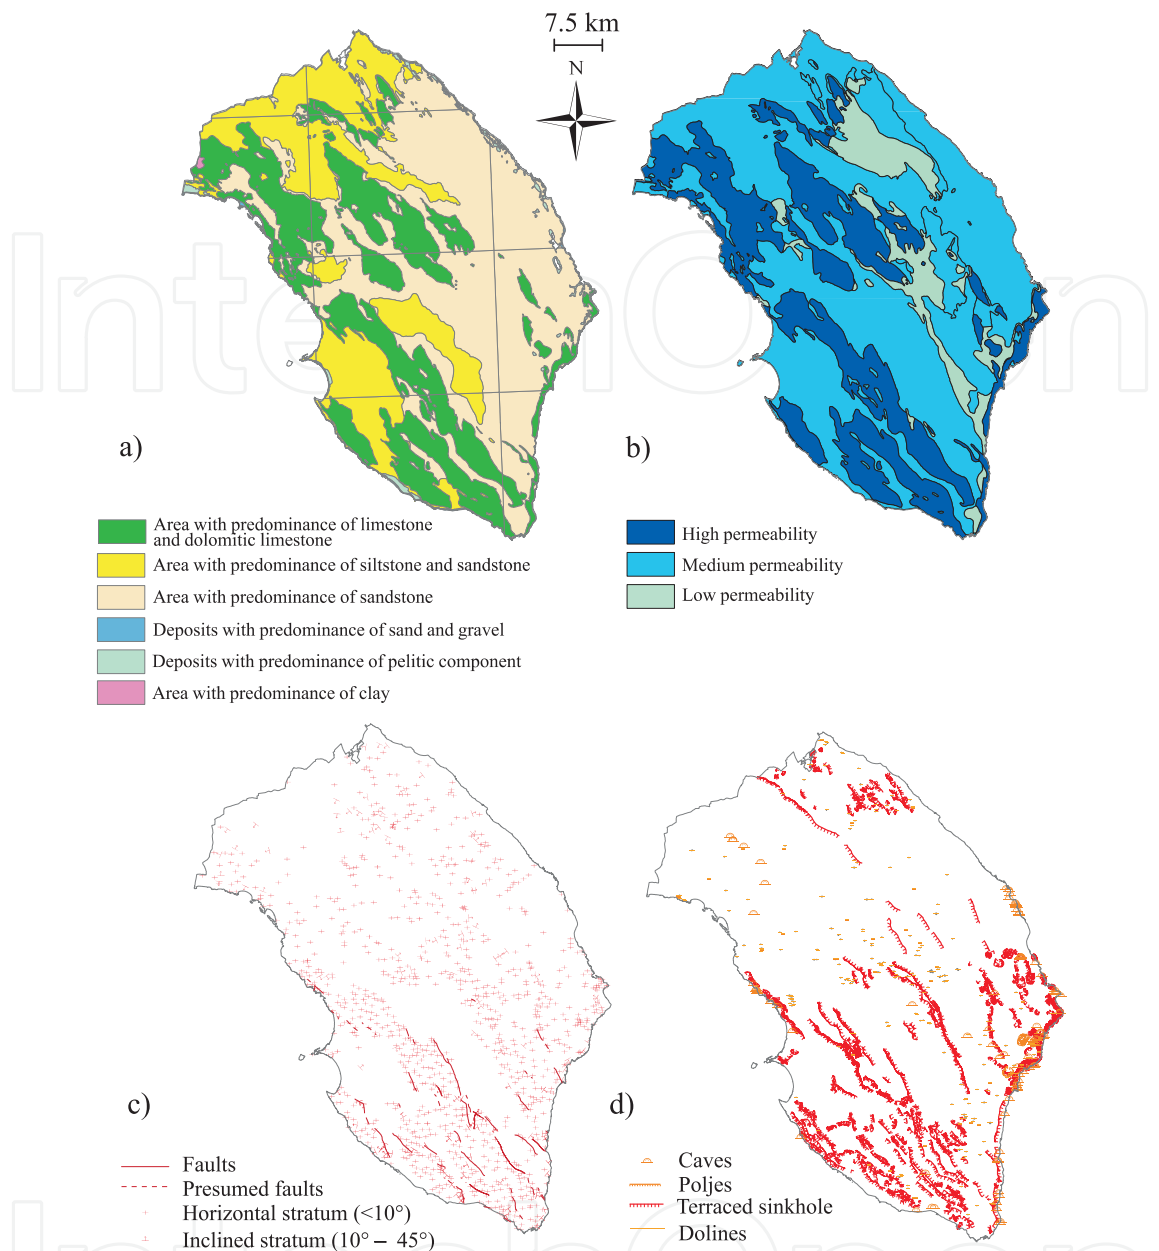 7.5 km
N
a)
b)
Area with predominance of limestone
and dolomitic limestone
Area with predominance of siltstone and sandstone
Area with predominance of sandstone
Deposits with predominance of sand and gravel
Deposits with predominance of pelitic component
Area with predominance of clay
High permeability
Medium permeability
Low permeability
c)
d)
Faults
Presumed faults
Horizontal stratum (<10°)
Inclined stratum (10° – 45°)
Caves
Poljes
Terraced sinkhole
Dolines
IntechOpen
IntechOpen